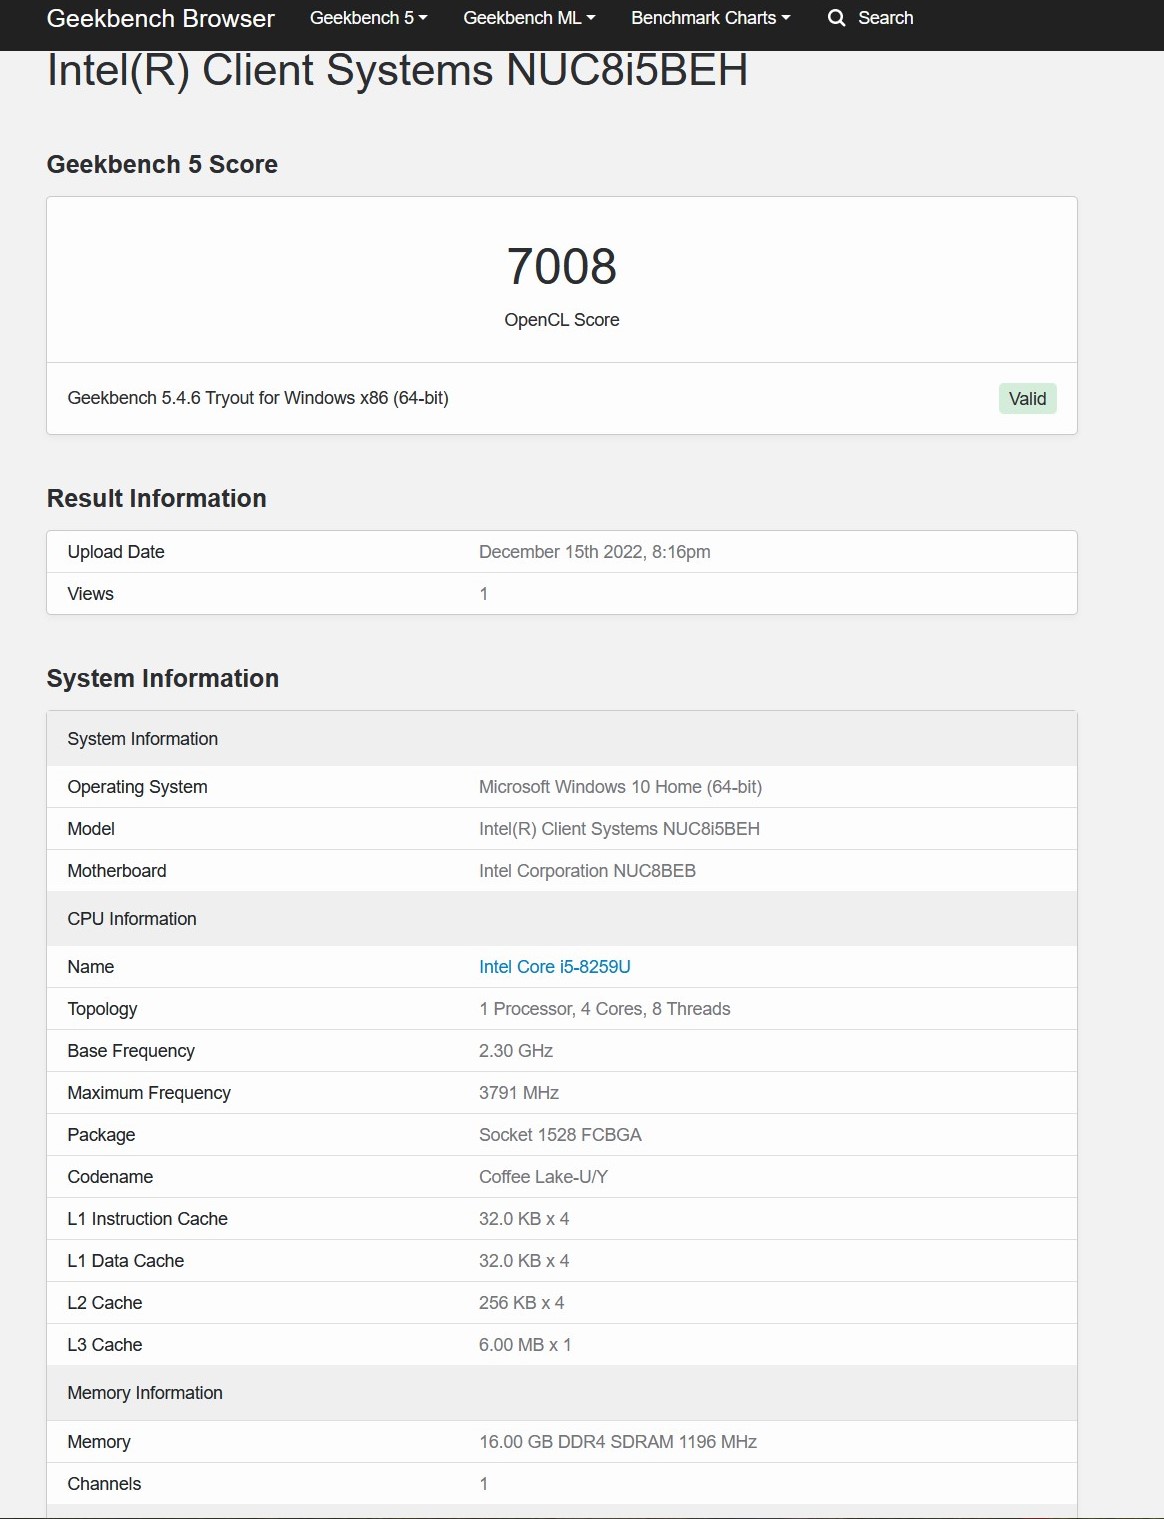 Geekbench Browser Geekbench 5 Geekbench ML Benchmark Charts Search
Intel(R) Client Systems NUC8i5BEH
Geekbench 5 Score
7008
OpenCL Score
Geekbench 5.4.6 Tryout for Windows x86 (64-bit) Valid
Result Information
Upload Date December 15th 2022, 8:16pm
Views 1
System Information
System Information
Operating System Microsoft Windows 10 Home (64-bit)
Model Intel(R) Client Systems NUC8i5BEH
Motherboard Intel Corporation NUC8BEB
CPU Information
Name Intel Core i5-8259U
Topology 1 Processor, 4 Cores, 8 Threads
Base Frequency 2.30 GHz
Maximum Frequency 3791 MHz
Package Socket 1528 FCBGA
Codename Coffee Lake-U/Y
L1 Instruction Cache 32.0 KB x 4
L1 Data Cache 32.0 KB x 4
L2 Cache 256 KB x 4
L3 Cache 6.00 MB x 1
Memory Information
Memory 16.00 GB DDR4 SDRAM 1196 MHz
Channels 1